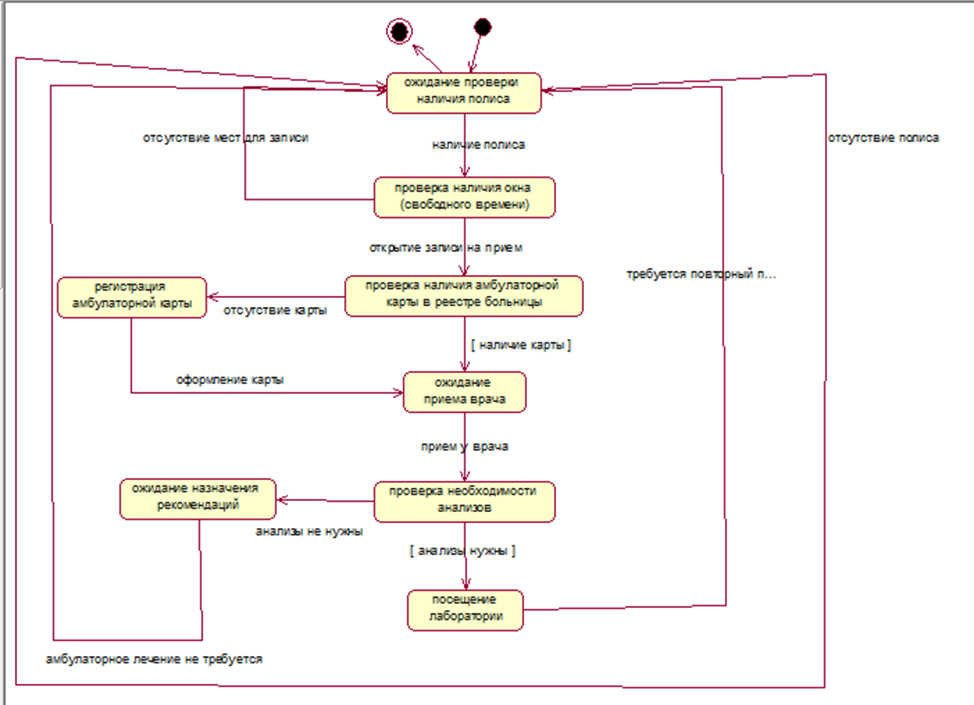 ожидание проверки
наличия полиса
отсутствие мест для записи
наличие полиса
отсутствие полиса
проверка наличия окна
(свободного времени)
открытие записи на прием
требуется повторный п...
регистрация
амбулаторной карты
проверка наличия амбулаторной
карты в реестре больницы
отсутствие карты
[ наличие карты ]
оформление карты
ожидание
приема врача
прием у врача
ожидание назначения
рекомендаций
проверка необходимости
анализов
анализы не нужны
[ анализы нужны ]
посещение
лаборатории
амбулаторное лечение не требуется